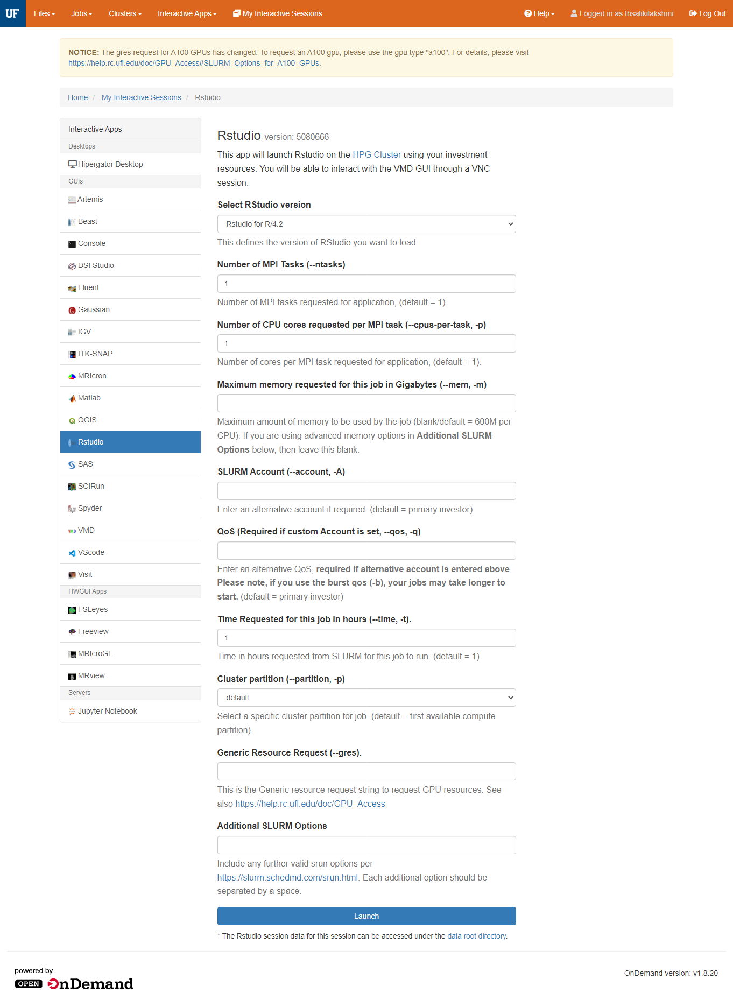 UF Files Jobs Clusters Interactive Apps My Interactive Sessions Help Logged in as thsalikilakshmi Log Out
NOTICE: The gres request for A100 GPUs has changed. To request an A100 gpu, please use the gpu type "a100". For details, please visit
https://help.rc.ufl.edu/doc/GPU_Access#SLURM_Options_for_A100_GPUs.
Home / My Interactive Sessions / Rstudio
Interactive Apps
Desktops
Hipergator Desktop
GUIs
Artemis
Beast
Console
DSI Studio
Fluent
Gaussian
IGV
ITK-SNAP
MRIcron
Matlab
QGIS
Rstudio
SAS
SCIRun
Spyder
VMD
VScode
Visit
HWGUI Apps
FSLeyes
Freeview
MRIcroGL
MRview
Servers
Jupyter Notebook
Rstudio version: 5080666
This app will launch Rstudio on the HPG Cluster using your investment
resources. You will be able to interact with the VMD GUI through a VNC
session.
Select RStudio version
Rstudio for R/4.2
This defines the version of RStudio you want to load.
Number of MPI Tasks (--ntasks)
1
Number of MPI tasks requested for application, (default = 1).
Number of CPU cores requested per MPI task (--cpus-per-task, -p)
1
Number of cores per MPI task requested for application, (default = 1).
Maximum memory requested for this job in Gigabytes (--mem, -m)
Maximum amount of memory to be used by the job (blank/default = 600M per
CPU). If you are using advanced memory options in Additional SLURM
Options below, then leave this blank.
SLURM Account (--account, -A)
Enter an alternative account if required. (default = primary investor)
QoS (Required if custom Account is set, --qos, -q)
Enter an alternative QoS, required if alternative account is entered above.
Please note, if you use the burst qos (-b), your jobs may take longer to
start. (default = primary investor)
Time Requested for this job in hours (--time, -t).
1
Time in hours requested from SLURM for this job to run. (default = 1)
Cluster partition (--partition, -p)
default
Select a specific cluster partition for job. (default = first available compute
partition)
Generic Resource Request (--gres).
This is the Generic resource request string to request GPU resources. See
also https://help.rc.ufl.edu/doc/GPU_Access
Additional SLURM Options
Include any further valid srun options per
https://slurm.schedmd.com/srun.html. Each additional option should be
separated by a space.
Launch
* The Rstudio session data for this session can be accessed under the data root directory.
powered by
OPEN OnDemand
OnDemand version: v1.8.20